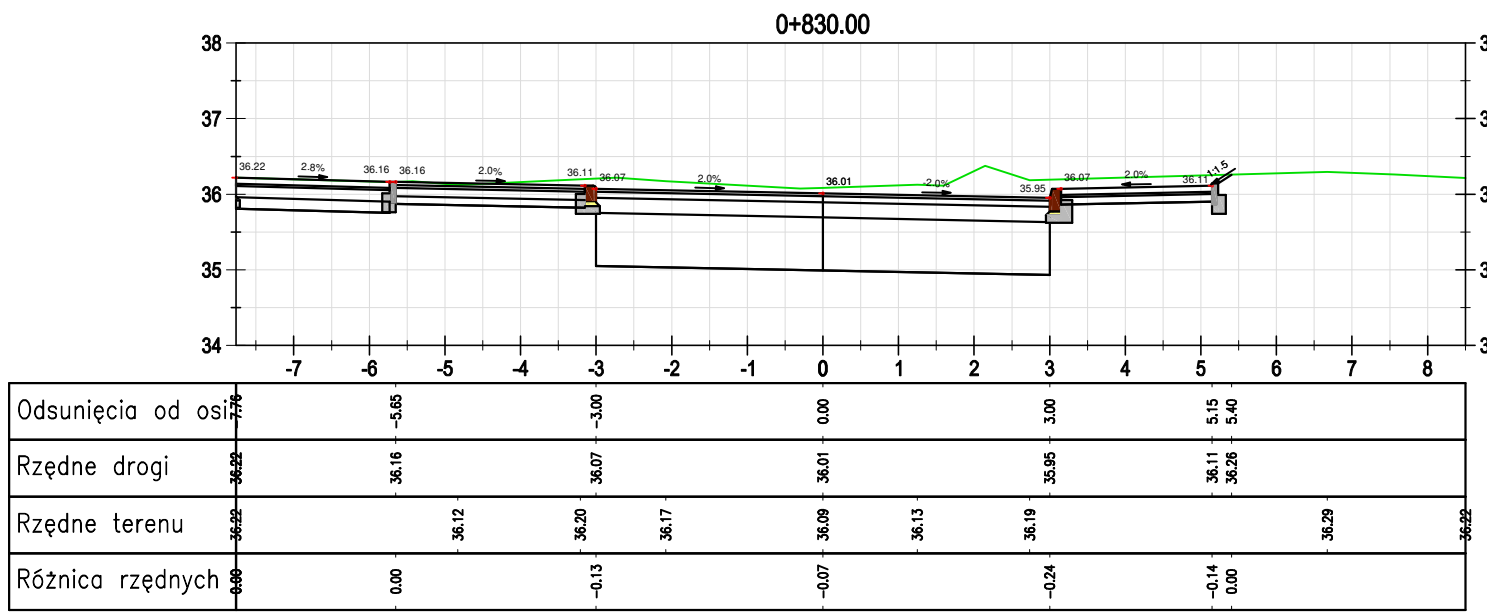 0+830.00
38
37
36
35
34
3
3
3
3
3
36.22 2.8% 36.16 36.16 2.0% 36.11 36.07 2.0% 36.01 2.0% 35.95 36.07 2.0% 36.11 1:1.5
-7 -6 -5 -4 -3 -2 -1 0 1 2 3 4 5 6 7 8
Odsunięcia od osi -7.76 -5.65 -3.00 0.00 3.00 5.15 5.40
Rzędne drogi 36.22 36.16 36.07 36.01 35.95 36.11 36.26
Rzędne terenu 36.22 36.12 36.20 36.17 36.09 36.13 36.19 36.29 36.22
Różnica rzędnych 0.00 0.00 -0.13 -0.07 -0.24 -0.14 0.00